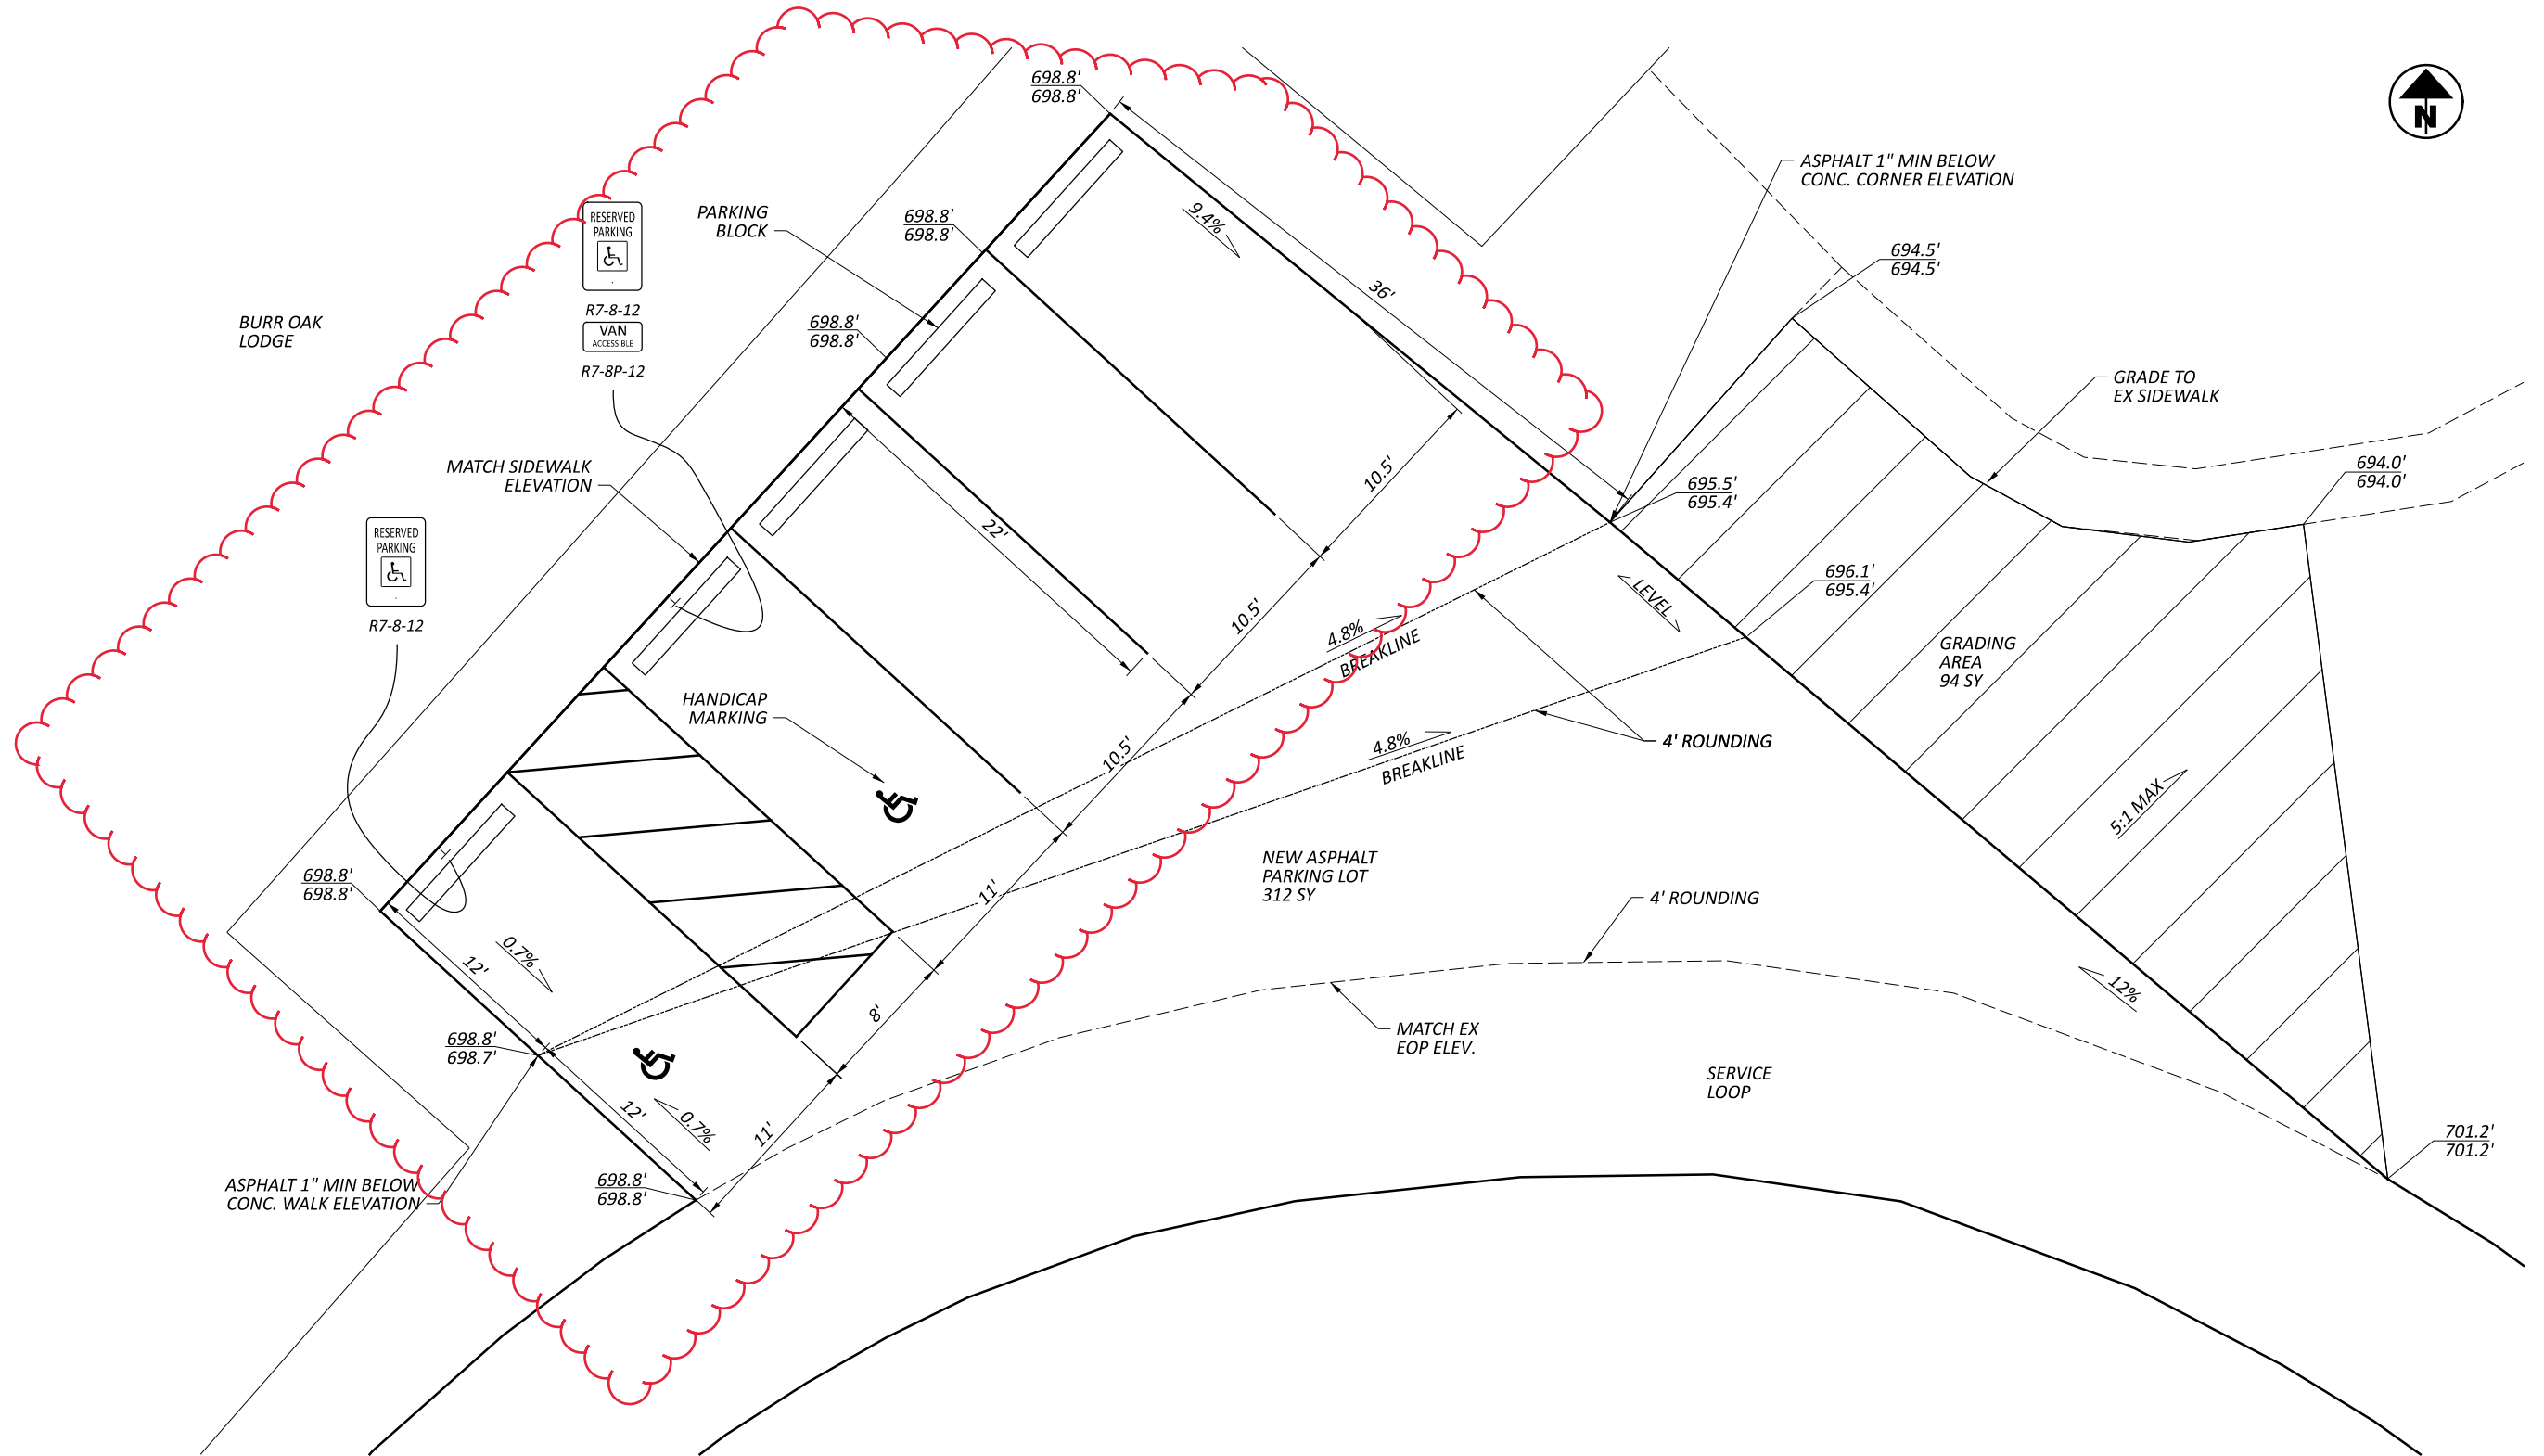 698.8'
698.8'
N
ASPHALT 1" MIN BELOW
CONC. CORNER ELEVATION
RESERVED
PARKING
R7-8-12
VAN
ACCESSIBLE
R7-8P-12
PARKING
BLOCK
698.8'
698.8'
9.4%
694.5'
694.5'
36'
BURR OAK
LODGE
698.8'
698.8'
GRADE TO
EX SIDEWALK
MATCH SIDEWALK
ELEVATION
10.5'
694.0'
694.0'
695.5'
695.4'
22'
RESERVED
PARKING
R7-8-12
696.1'
695.4'
LEVEL
10.5'
4.8%
BREAKLINE
GRADING
AREA
94 SY
HANDICAP
MARKING
10.5'
4.8%
BREAKLINE
4' ROUNDING
5:1 MAX
NEW ASPHALT
PARKING LOT
312 SY
698.8'
698.8'
11'
4' ROUNDING
0.7%
12'
12%
8'
698.8'
698.7'
MATCH EX
EOP ELEV.
SERVICE
LOOP
12'
0.7%
11'
701.2'
701.2'
ASPHALT 1" MIN BELOW
CONC. WALK ELEVATION
698.8'
698.8'